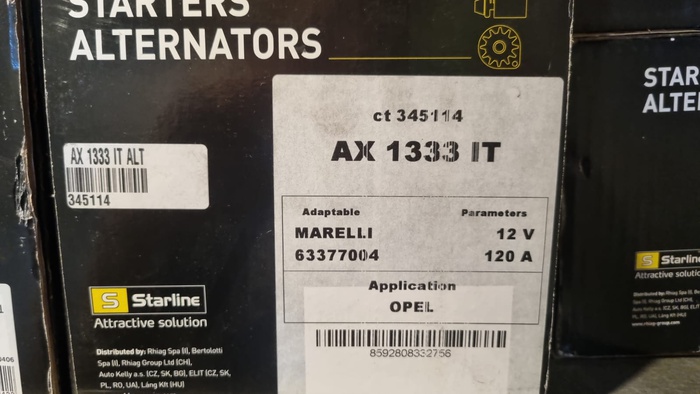 STARTERS
ALTERNATORS
ct 345114
AX 1333 IT
AX 1333 IT ALT
345114
Adaptable Parameters
MARELLI 12 V
63377004 120 A
Application
OPEL
8592808332756
S Starline
Attractive solution
Distributed by: Rhiag Spa (I), Bertolotti
Spa (I), Rhiag Group Ltd (CH),
Auto Kelly a.s. (CZ, SK, BG), ELIT (CZ, SK,
PL, RO, UA), Láng Kft (HU)
STAR
ALTE
S Starlin
Attractive solutio